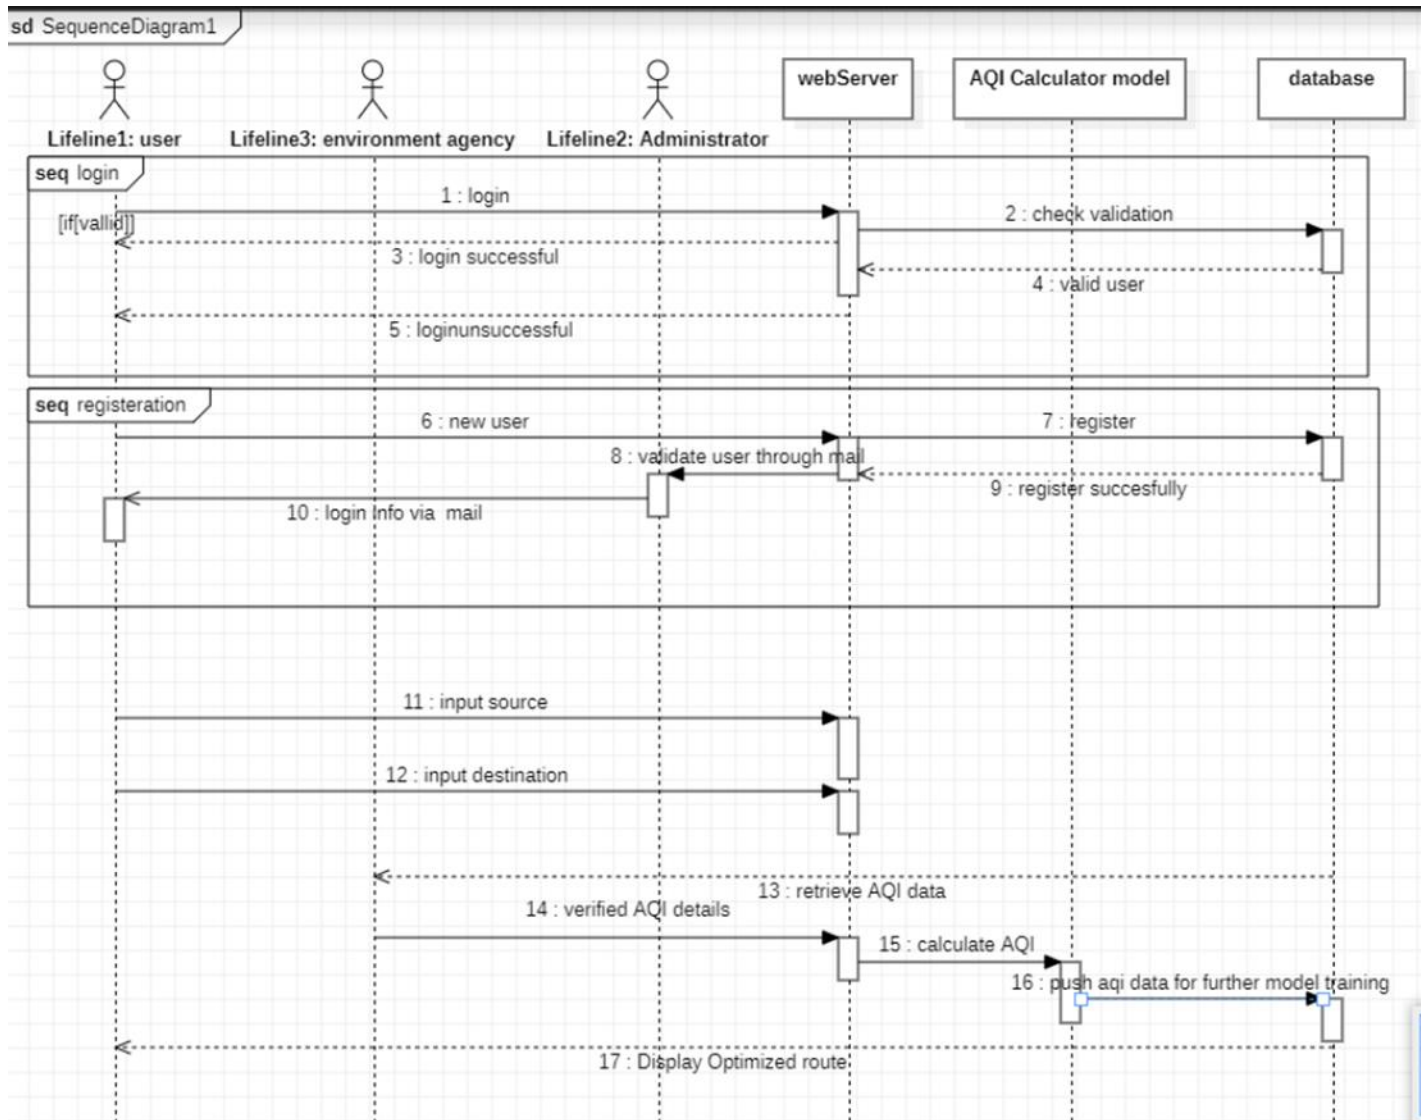 sd SequenceDiagram1
webServer
AQI Calculator model
database
Lifeline1: user
Lifeline3: environment agency
Lifeline2: Administrator
seq login
1 : login
[if[vallid]]
2 : check validation
3 : login successful
4 : valid user
5 : loginunsuccessful
seq registeration
6 : new user
7 : register
8 : validate user through mail
9 : register succesfully
10 : login info via mail
11 : input source
12 : input destination
13 : retrieve AQI data
14 : verified AQI details
15 : calculate AQI
16 : push aqi data for further model training
17 : Display Optimized route